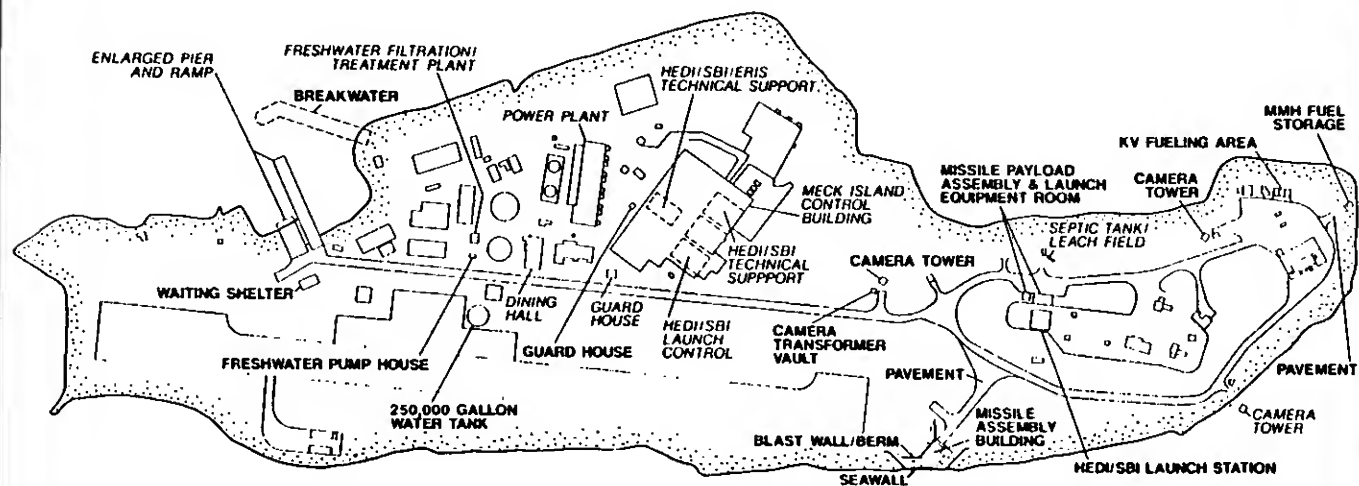 ENLARGED PIER
AND RAMP
FRESHWATER FILTRATION/
TREATMENT PLANT
BREAKWATER
POWER PLANT
HEDI/SBI/ERIS
TECHNICAL SUPPORT
MECK ISLAND
CONTROL
BUILDING
MISSILE PAYLOAD
ASSEMBLY & LAUNCH
EQUIPMENT ROOM
KV FUELING AREA
MMH FUEL
STORAGE
CAMERA
TOWER
SEPTIC TANK/
LEACH FIELD
HEDI/SBI
TECHNICAL
SUPPPORT
CAMERA TOWER
WAITING SHELTER
DINING
HALL
GUARD
HOUSE
GUARD HOUSE
HEDI/SBI
LAUNCH
CONTROL
CAMERA
TRANSFORMER
VAULT
FRESHWATER PUMP HOUSE
250,000 GALLON
WATER TANK
PAVEMENT
PAVEMENT
MISSILE
ASSEMBLY
BUILDING
BLAST WALL/BERM
SEAWALL
CAMERA
TOWER
HEDI/SBI LAUNCH STATION